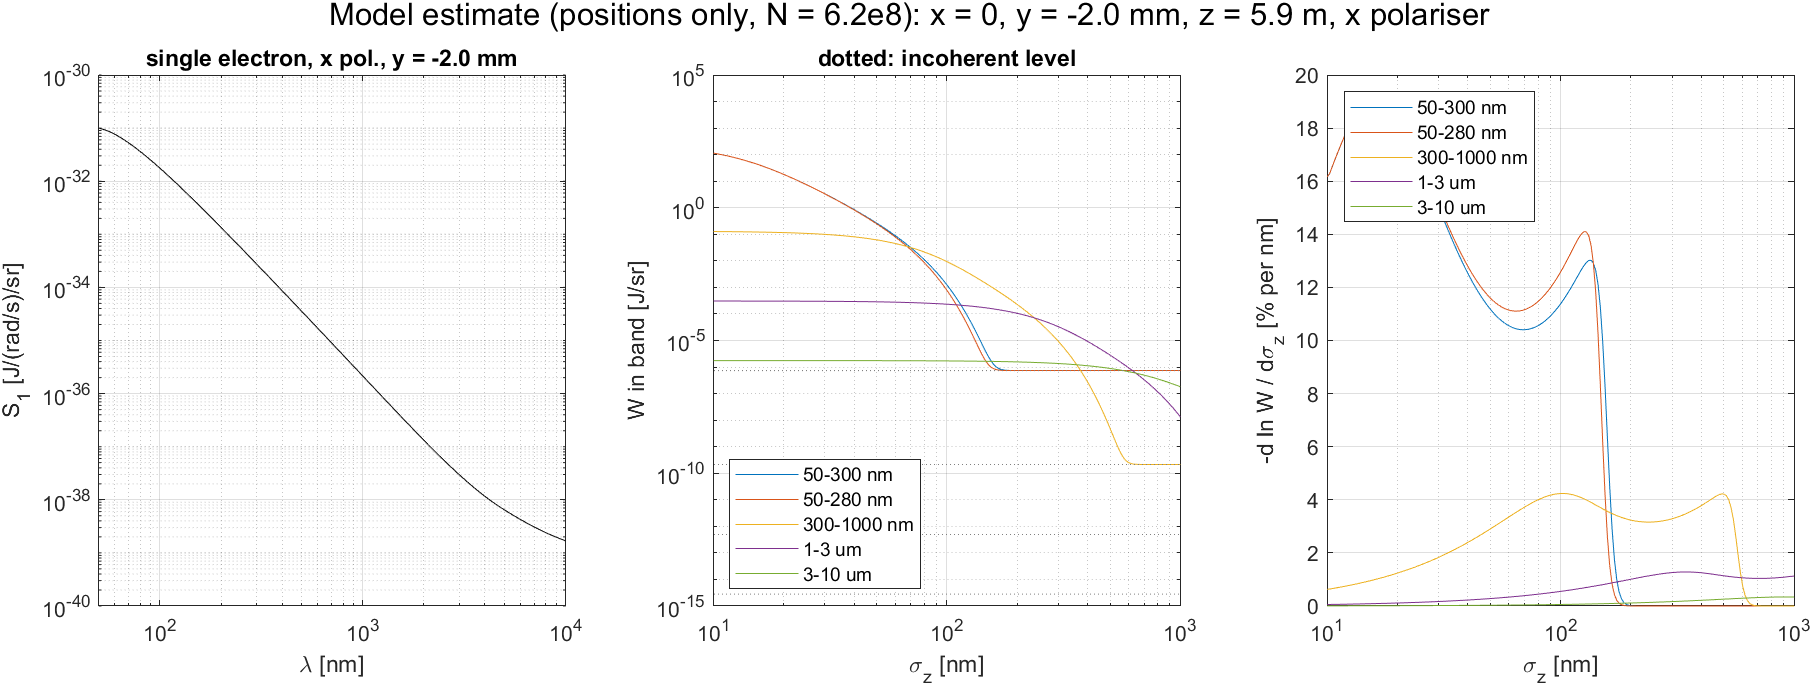 Model estimate (positions only, N = 6.2e8): x = 0, y = -2.0 mm, z = 5.9 m, x polariser
single electron, x pol., y = -2.0 mm
10^-30
10^-32
10^-34
10^-36
10^-38
10^-40
S_1 [J/(rad/s)/sr]
10^2
10^3
10^4
λ [nm]
dotted: incoherent level
10^5
10^0
10^-5
10^-10
10^-15
W in band [J/sr]
50-300 nm
50-280 nm
300-1000 nm
1-3 um
3-10 um
10^1
10^2
10^3
σ_z [nm]
20
18
16
14
12
10
8
6
4
2
0
-d ln W / dσ_z [% per nm]
50-300 nm
50-280 nm
300-1000 nm
1-3 um
3-10 um
10^1
10^2
10^3
σ_z [nm]